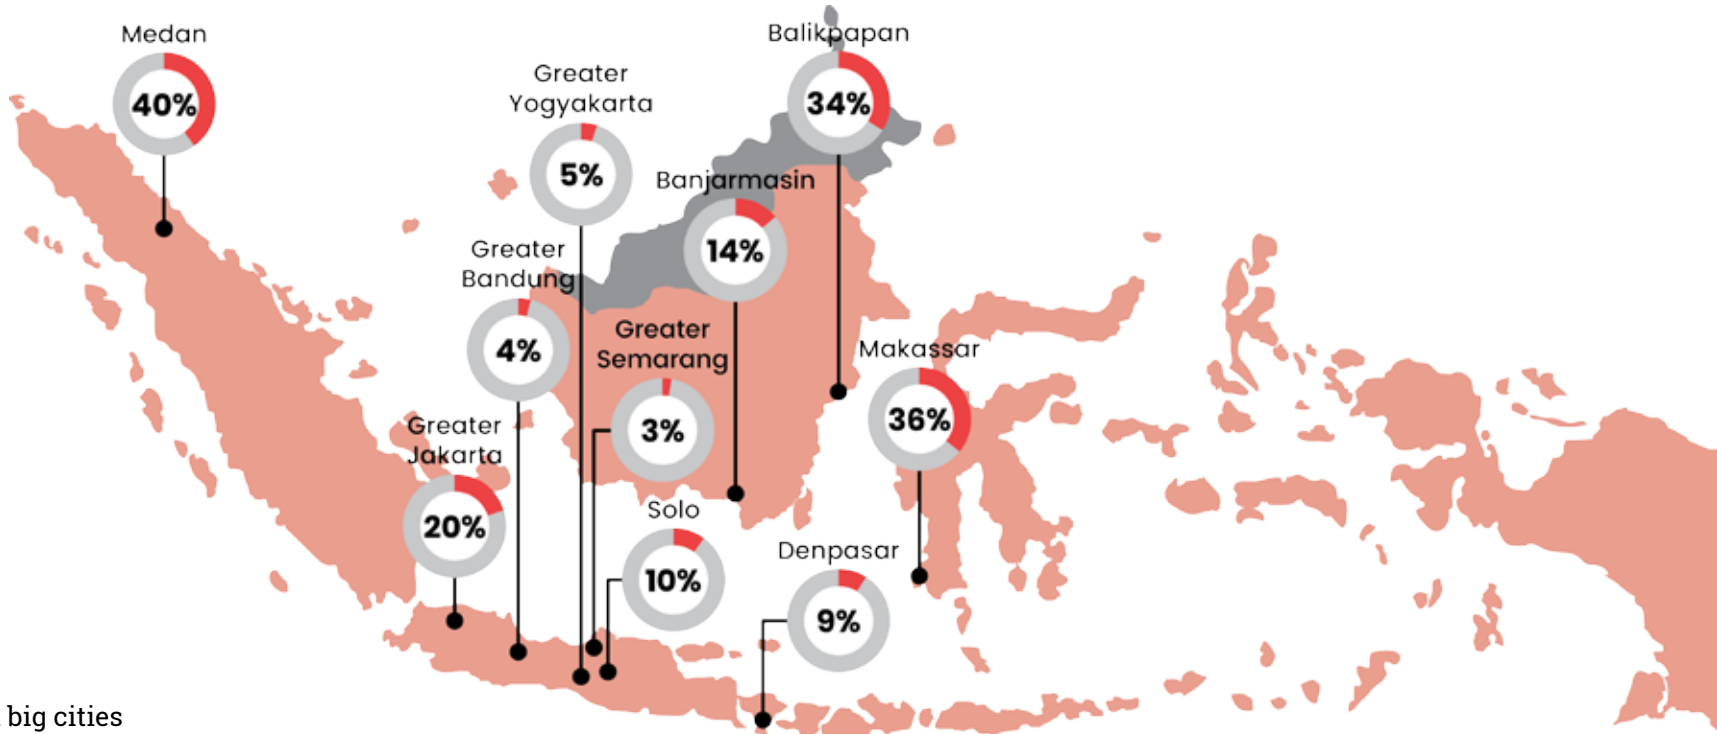 Medan
40%
Greater
Yogyakarta
5%
Balikpapan
34%
Banjarmasin
14%
Greater
Bandung
4%
Greater
Semarang
3%
Makassar
36%
Greater
Jakarta
20%
Solo
10%
Denpasar
9%
big cities